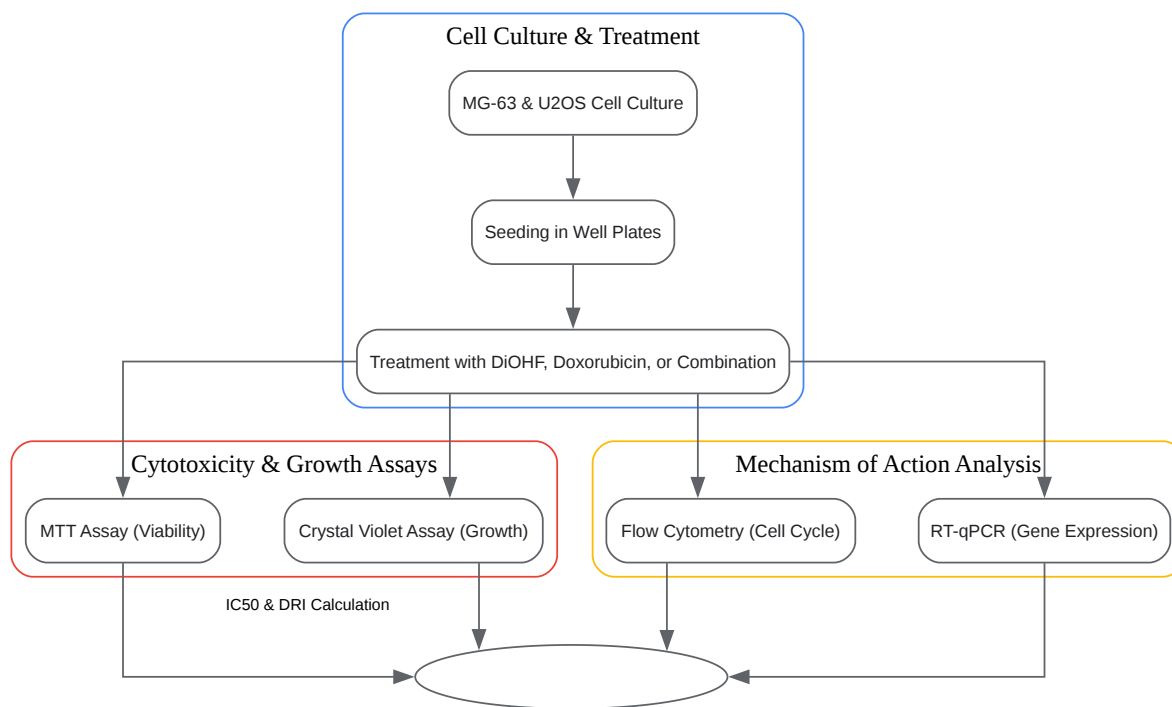 Cell Culture & Treatment
MG-63 & U2OS Cell Culture
Seeding in Well Plates
Treatment with DiOHF, Doxorubicin, or Combination
Cytotoxicity & Growth Assays
Mechanism of Action Analysis
MTT Assay (Viability)
Crystal Violet Assay (Growth)
Flow Cytometry (Cell Cycle)
RT-qPCR (Gene Expression)
IC50 & DRI Calculation